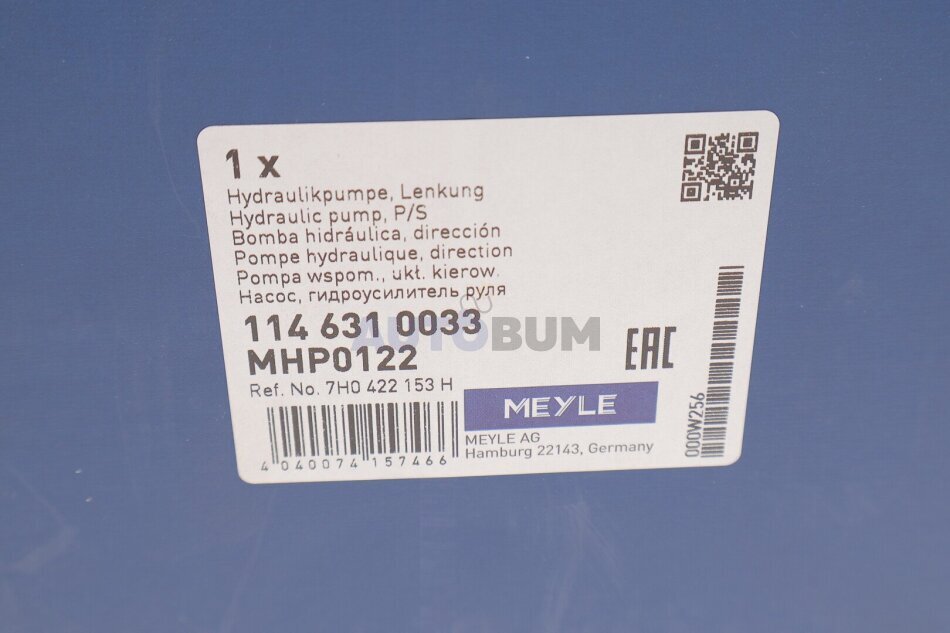 1 x
Hydraulikpumpe, Lenkung
Hydraulic pump, P/S
Bomba hidráulica, dirección
Pompe hydraulique, direction
Pompa wspom., ukł. kierow.
Насос, гидроусилитель руля
114 631 0033
AUTOBUM
MHP0122
EAC
Ref. No. 7H0 422 153 H
MEYLE
MEYLE AG
Hamburg 22143, Germany
4 040074 157466
000W256